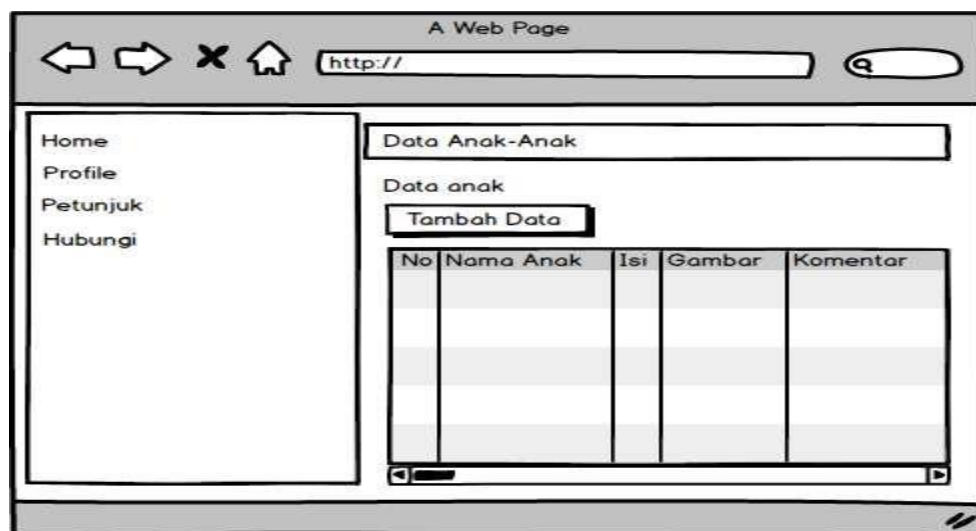 A Web Page
http://
Home
Profile
Petunjuk
Hubungi
Data Anak-Anak
Data anak
Tambah Data
No Nama Anak Isi Gambar Komentar